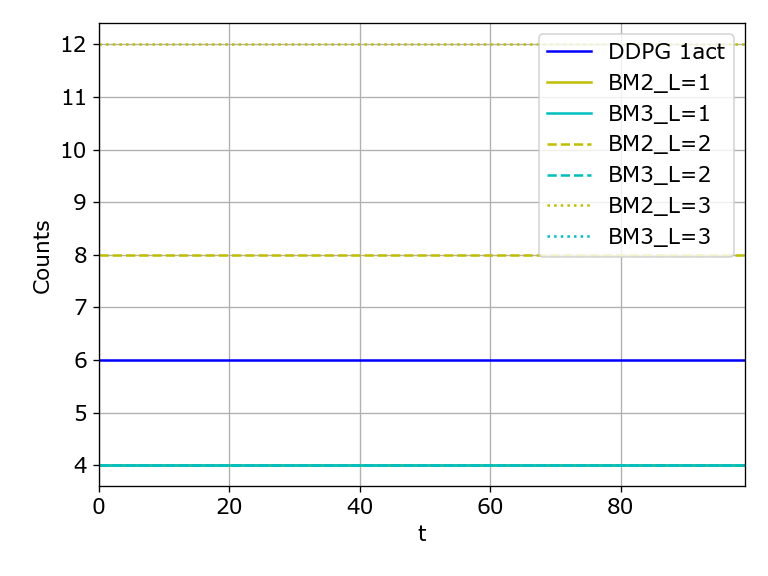 12
11
10
9
8
7
6
5
4
Counts
0 20 40 60 80
t
DDPG 1act
BM2_L=1
BM3_L=1
BM2_L=2
BM3_L=2
BM2_L=3
BM3_L=3